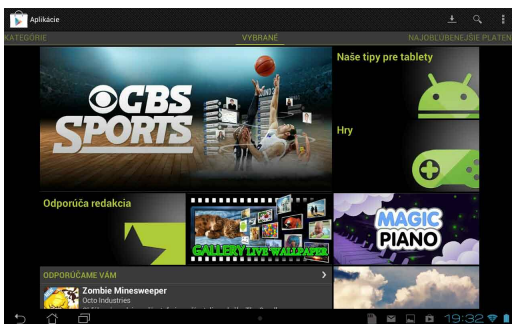 Aplikácie
KATEGÓRIE
VYBRANÉ
NAJOBĽÚBENEJŠIE PLATEN
CBS
SPORTS
Naše tipy pre tablety
Hry
Odporúča redakcia
GALLERY LIVE WALLPAPER
MAGIC
PIANO
ODPORÚČAME VÁM
Zombie Minesweeper
Octo Industries
19:32